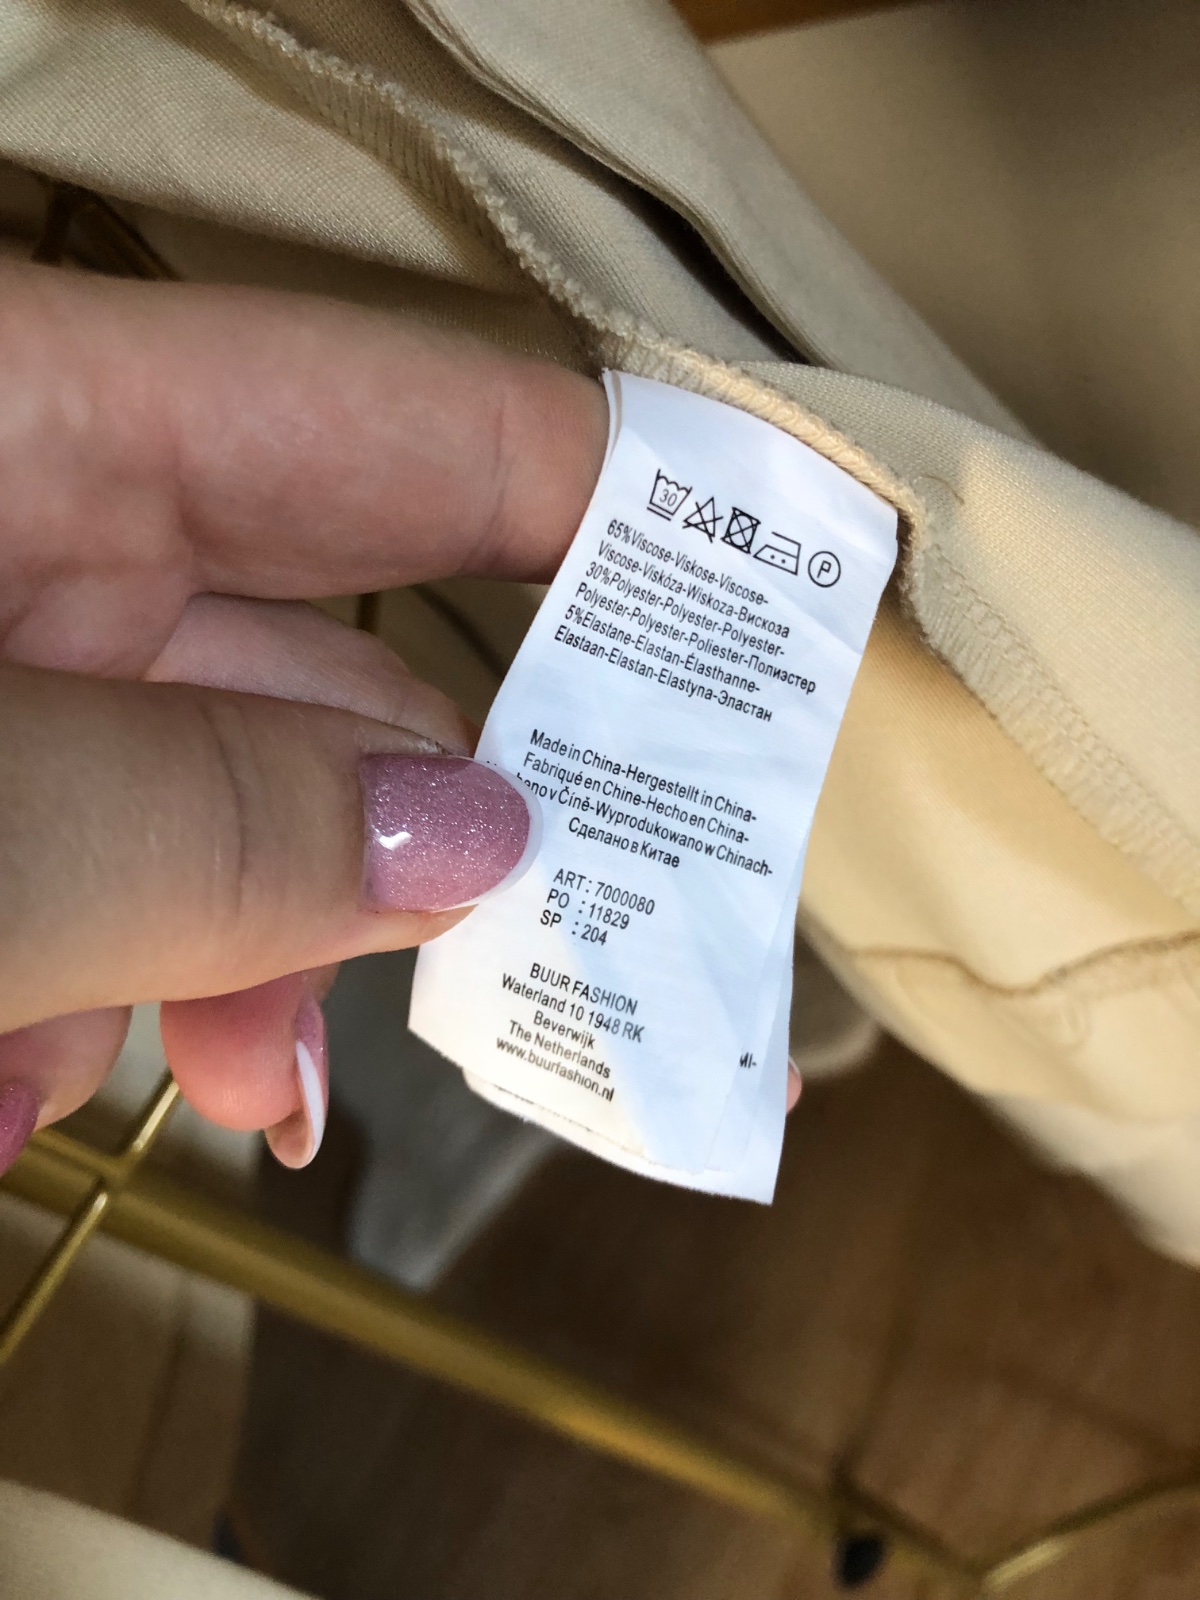 30
P
65%Viscose-Viskose-Viscose-
Viscose-Viskóza-Wiskoza-Вискоза
30%Polyester-Polyester-Polyester-
Polyester-Polyester-Poliester-Полиэстер
5%Elastane-Elastan-Élasthanne-
Elastaan-Elastan-Elastyna-Эластан
Made in China-Hergestellt in China-
Fabriqué en Chine-Hecho en China-
v Číně-Wyprodukowano w Chinach-
Сделано в Китае
ART: 7000080
PO : 11829
SP : 204
BUUR FASHION
Waterland 10 1948 RK
Beverwijk
The Netherlands
www.buurfashion.nl
MI-